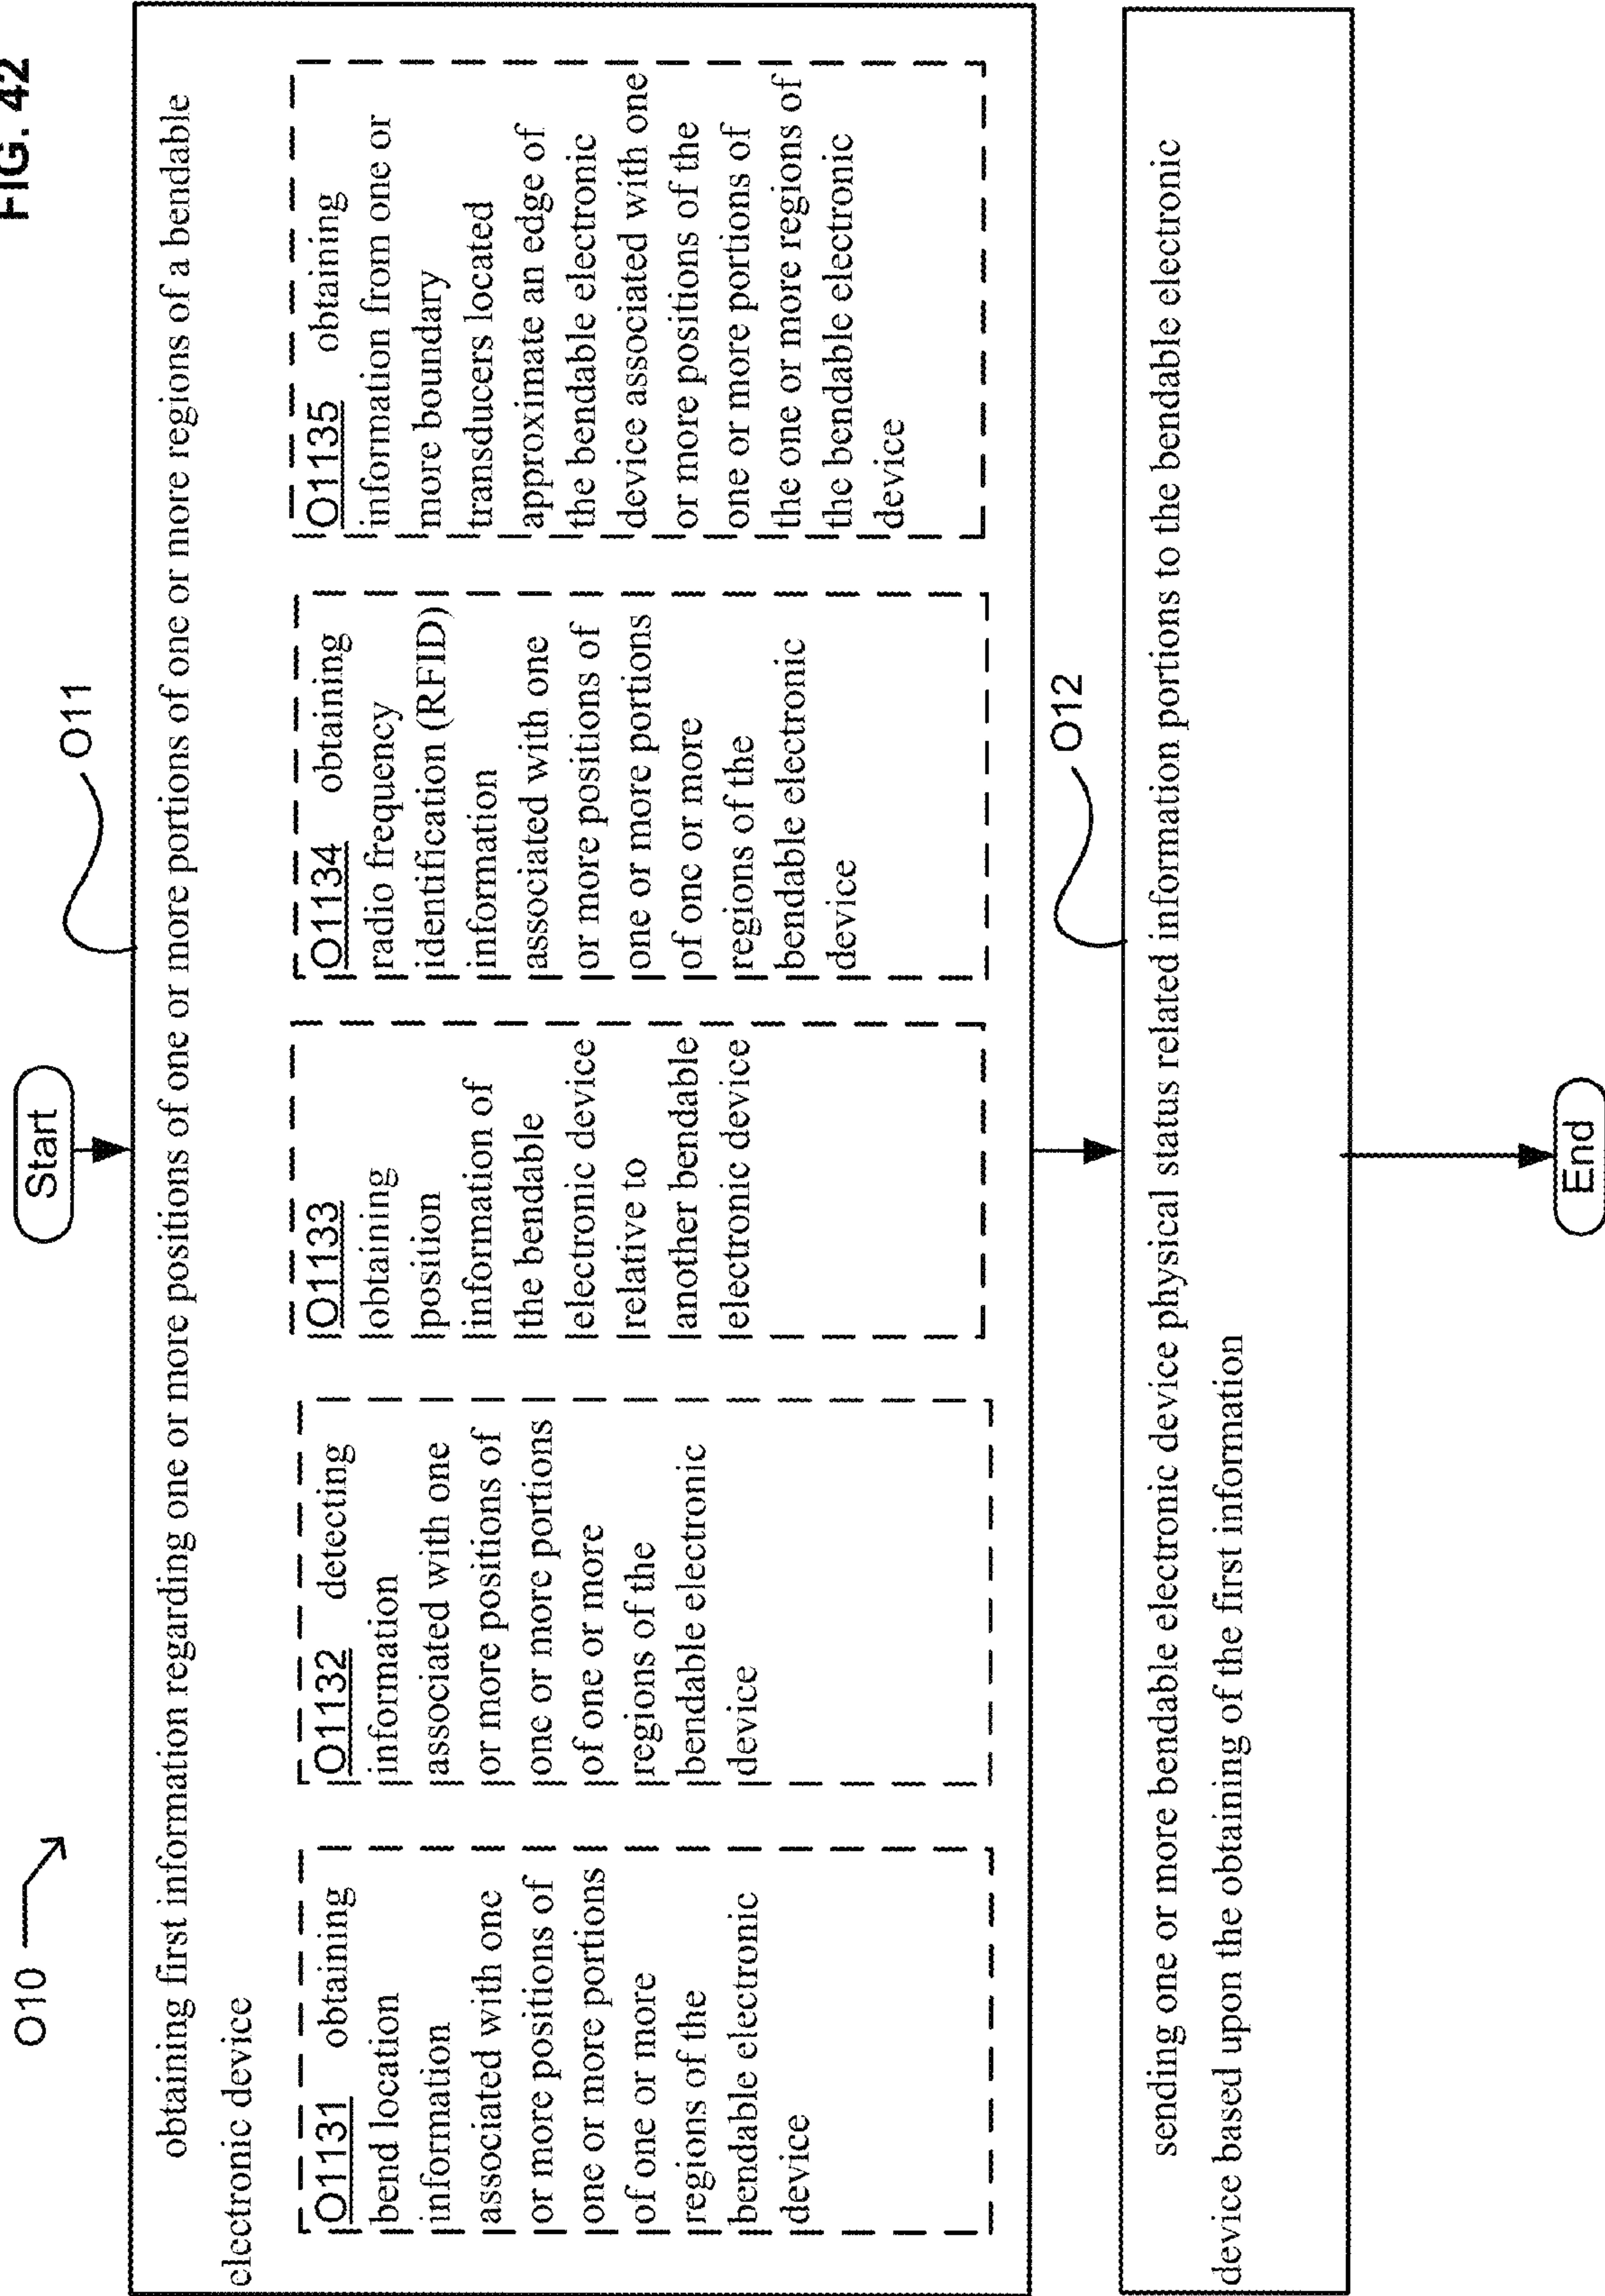 FIG. 42
O10
Start
O11
obtaining first information regarding one or more positions of one or more portions of one or more regions of a bendable
electronic device
O1131 obtaining
bend location
information
associated with one
or more positions of
one or more portions
of one or more
regions of the
bendable electronic
device
O1132 detecting
information
associated with one
or more positions of
one or more portions
of one or more
regions of the
bendable electronic
device
O1133
obtaining
position
information of
the bendable
electronic device
relative to
another bendable
electronic device
O1134 obtaining
radio frequency
identification (RFID)
information
associated with one
or more positions of
one or more portions
of one or more
regions of the
bendable electronic
device
O1135 obtaining
information from one or
more boundary
transducers located
approximate an edge of
the bendable electronic
device associated with one
or more positions of the
one or more portions of
the one or more regions of
the bendable electronic
device
O12
sending one or more bendable electronic device physical status related information portions to the bendable electronic
device based upon the obtaining of the first information
End